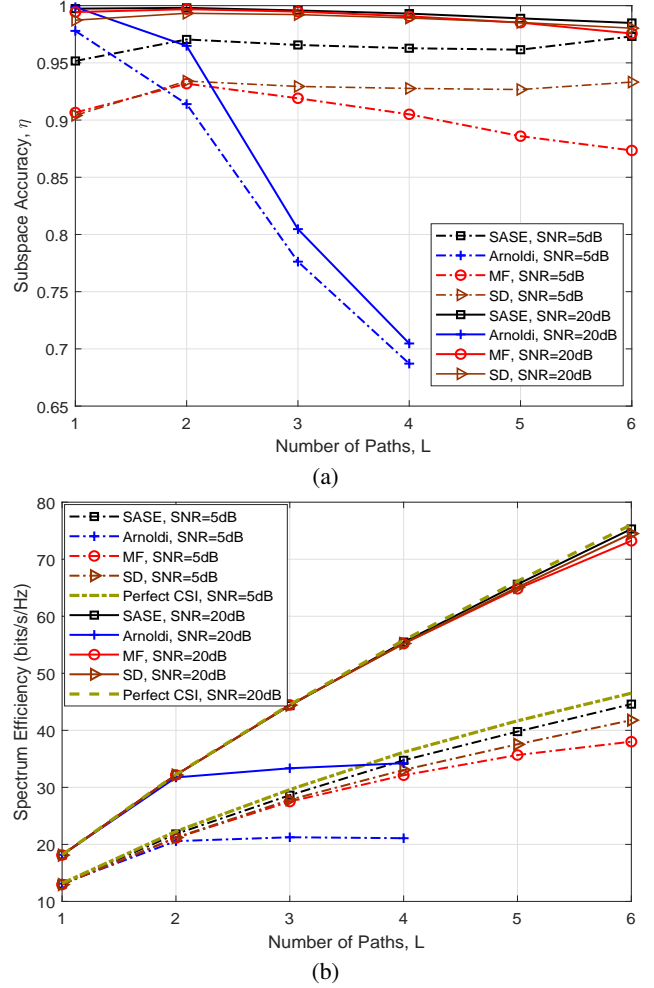 1
0.95
0.9
0.85
0.8
0.75
0.7
0.65
Subspace Accuracy, η
SASE, SNR=5dB
Arnoldi, SNR=5dB
MF, SNR=5dB
SD, SNR=5dB
SASE, SNR=20dB
Arnoldi, SNR=20dB
MF, SNR=20dB
SD, SNR=20dB
1 2 3 4 5 6
Number of Paths, L
(a)
80
70
60
50
40
30
20
10
Spectrum Efficiency (bits/s/Hz)
SASE, SNR=5dB
Arnoldi, SNR=5dB
MF, SNR=5dB
SD, SNR=5dB
Perfect CSI, SNR=5dB
SASE, SNR=20dB
Arnoldi, SNR=20dB
MF, SNR=20dB
SD, SNR=20dB
Perfect CSI, SNR=20dB
1 2 3 4 5 6
Number of Paths, L
(b)